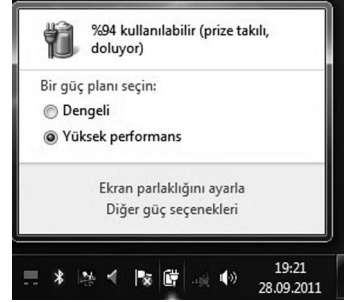 %94 kullanılabilir (prize takılı,
doluyor)
Bir güç planı seçin:
Dengeli
Yüksek performans
Ekran parlaklığını ayarla
Diğer güç seçenekleri
19:21
28.09.2011